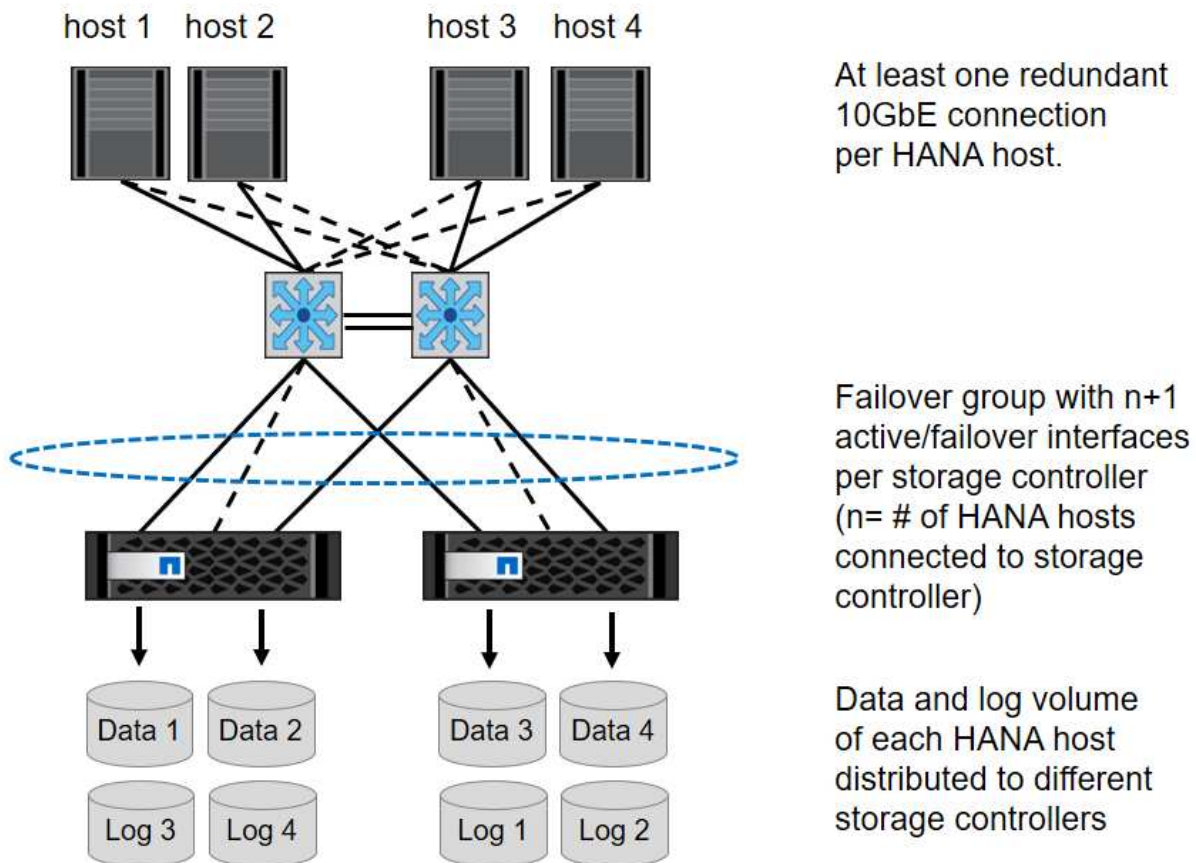 host 1 host 2 host 3 host 4
At least one redundant
10GbE connection
per HANA host.
Failover group with n+1
active/failover interfaces
per storage controller
(n= # of HANA hosts
connected to storage
controller)
Data 1 Data 2 Data 3 Data 4
Log 3 Log 4 Log 1 Log 2
Data and log volume
of each HANA host
distributed to different
storage controllers